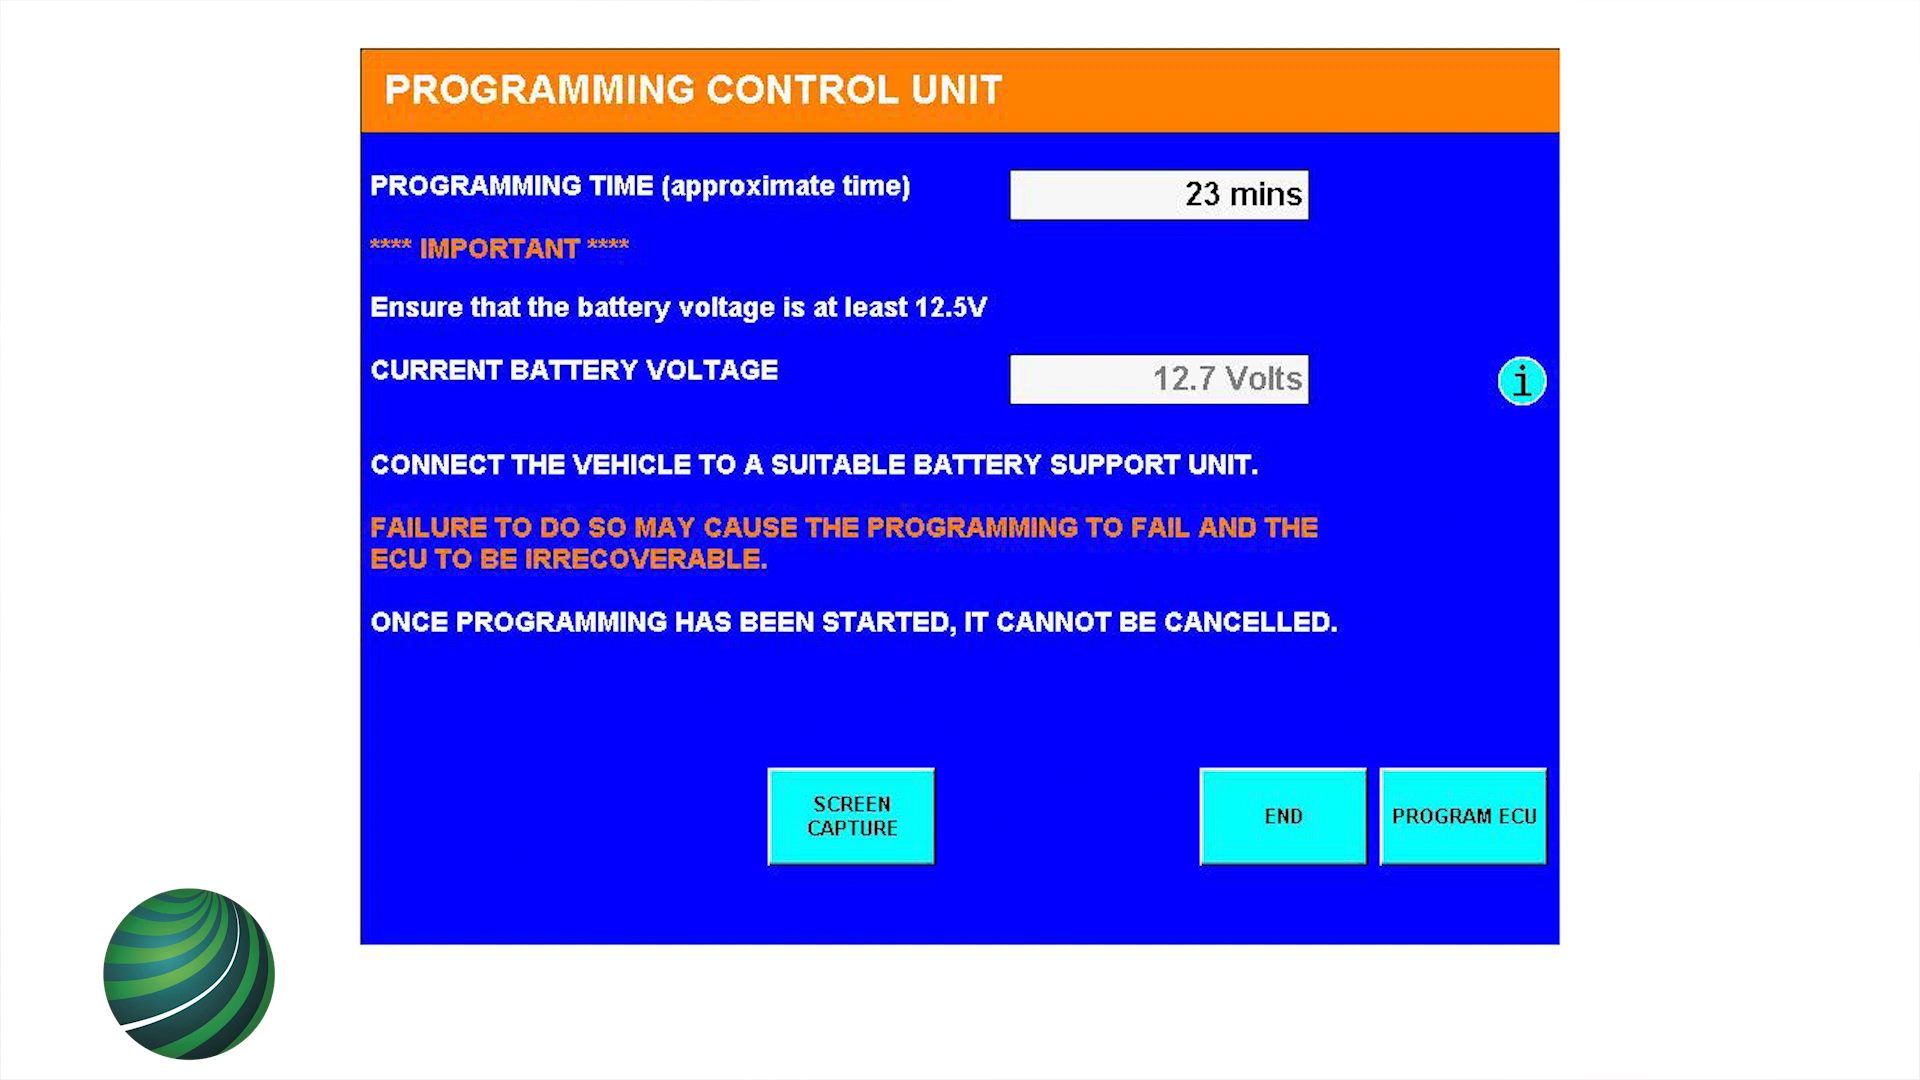 PROGRAMMING CONTROL UNIT
PROGRAMMING TIME (approximate time)
23 mins
**** IMPORTANT ****
Ensure that the battery voltage is at least 12.5V
CURRENT BATTERY VOLTAGE
12.7 Volts
i
CONNECT THE VEHICLE TO A SUITABLE BATTERY SUPPORT UNIT.
FAILURE TO DO SO MAY CAUSE THE PROGRAMMING TO FAIL AND THE
ECU TO BE IRRECOVERABLE.
ONCE PROGRAMMING HAS BEEN STARTED, IT CANNOT BE CANCELLED.
SCREEN
CAPTURE
END
PROGRAM ECU